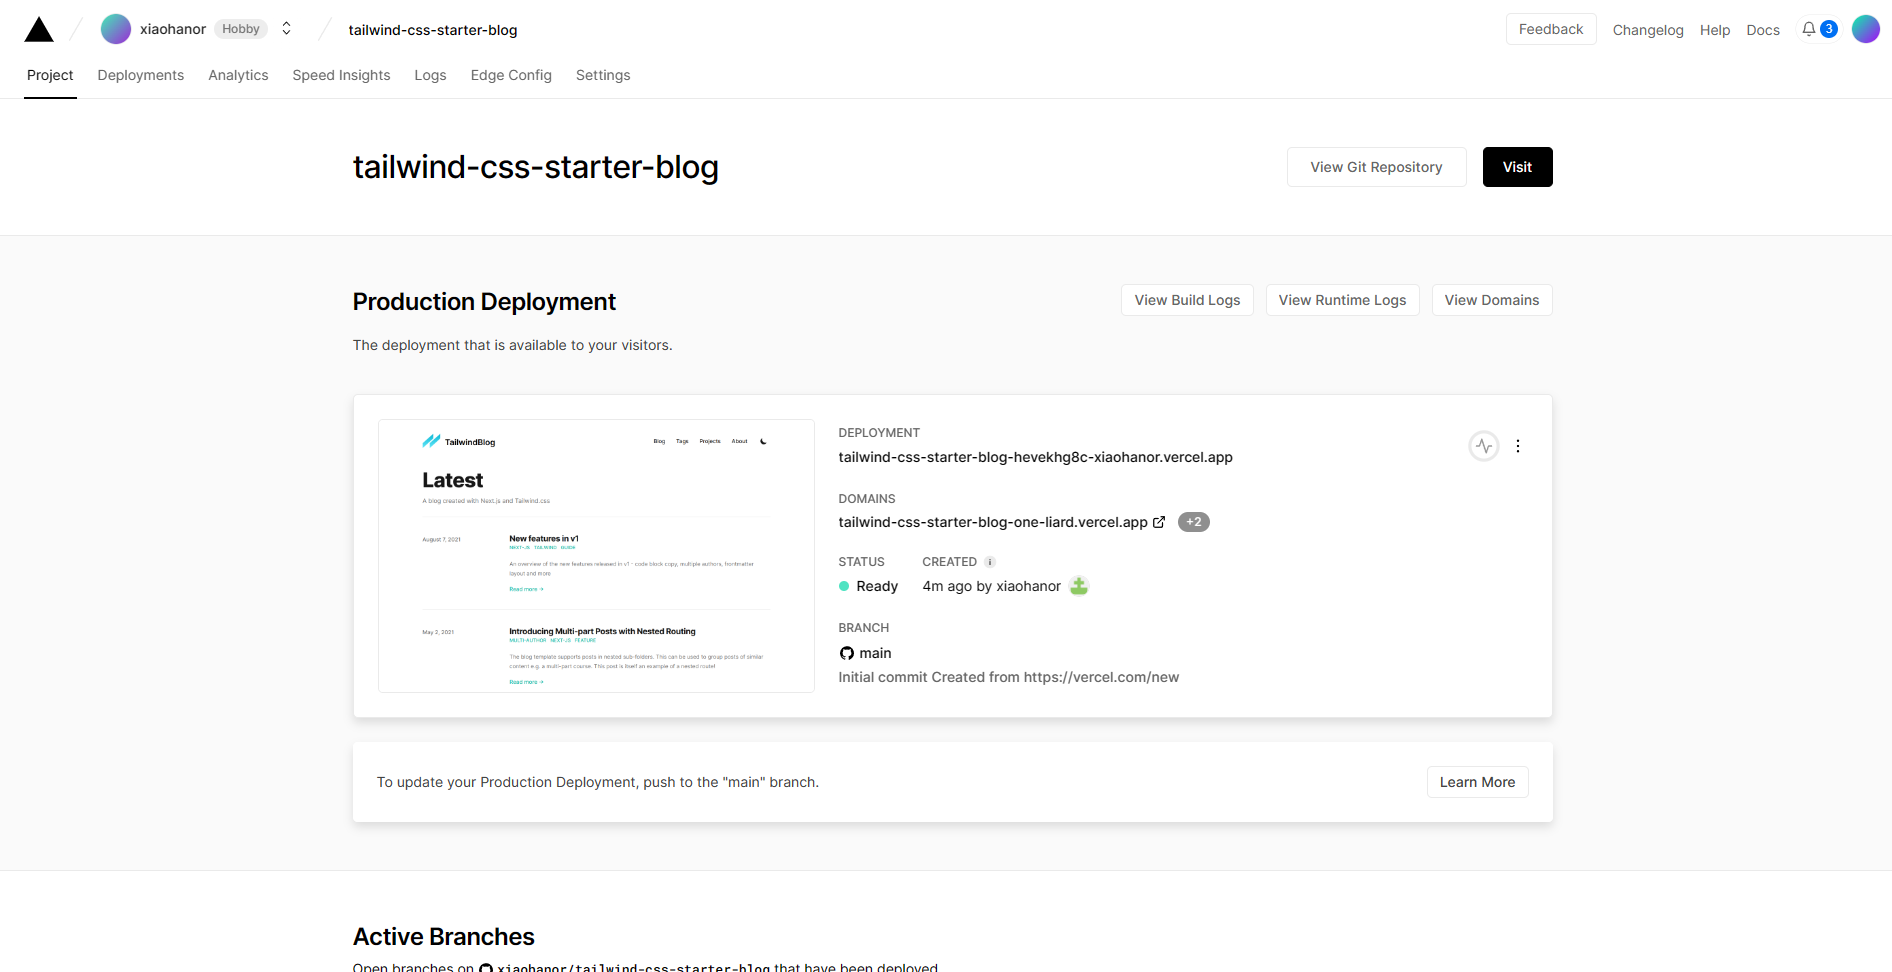 xiaohanor Hobby tailwind-css-starter-blog Feedback Changelog Help Docs 3
Project Deployments Analytics Speed Insights Logs Edge Config Settings
tailwind-css-starter-blog View Git Repository Visit
Production Deployment View Build Logs View Runtime Logs View Domains
The deployment that is available to your visitors.
TailwindBlog Blog Tags Projects About
Latest
A blog created with Next.js and Tailwind.css
August 7, 2021 New features in v1
NEXT-JS TAILWIND GUIDE
An overview of the new features released in v1 - code block copy, multiple authors, frontmatter
layout and more
Read more →
May 2, 2021 Introducing Multi-part Posts with Nested Routing
MULTI-AUTHOR NEXT-JS FEATURE
The blog template supports posts in nested sub-folders. This can be used to group posts of similar
content e.g. a multi-part course. This post is itself an example of a nested route!
Read more →
DEPLOYMENT
tailwind-css-starter-blog-hevekhg8c-xiaohanor.vercel.app
DOMAINS
tailwind-css-starter-blog-one-liard.vercel.app +2
STATUS CREATED
Ready 4m ago by xiaohanor
BRANCH
main
Initial commit Created from https://vercel.com/new
To update your Production Deployment, push to the "main" branch. Learn More
Active Branches
Open branches on xiaohanor/tailwind-css-starter-blog that have been deployed